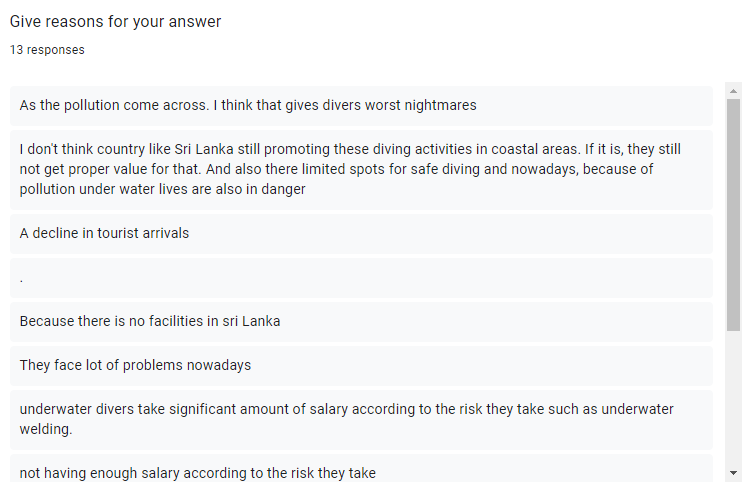 Give reasons for your answer
13 responses
As the pollution come across. I think that gives divers worst nightmares
I don't think country like Sri Lanka still promoting these diving activities in coastal areas. If it is, they still
not get proper value for that. And also there limited spots for safe diving and nowadays, because of
pollution under water lives are also in danger
A decline in tourist arrivals
.
Because there is no facilities in sri Lanka
They face lot of problems nowadays
underwater divers take significant amount of salary according to the risk they take such as underwater
welding.
not having enough salary according to the risk they take